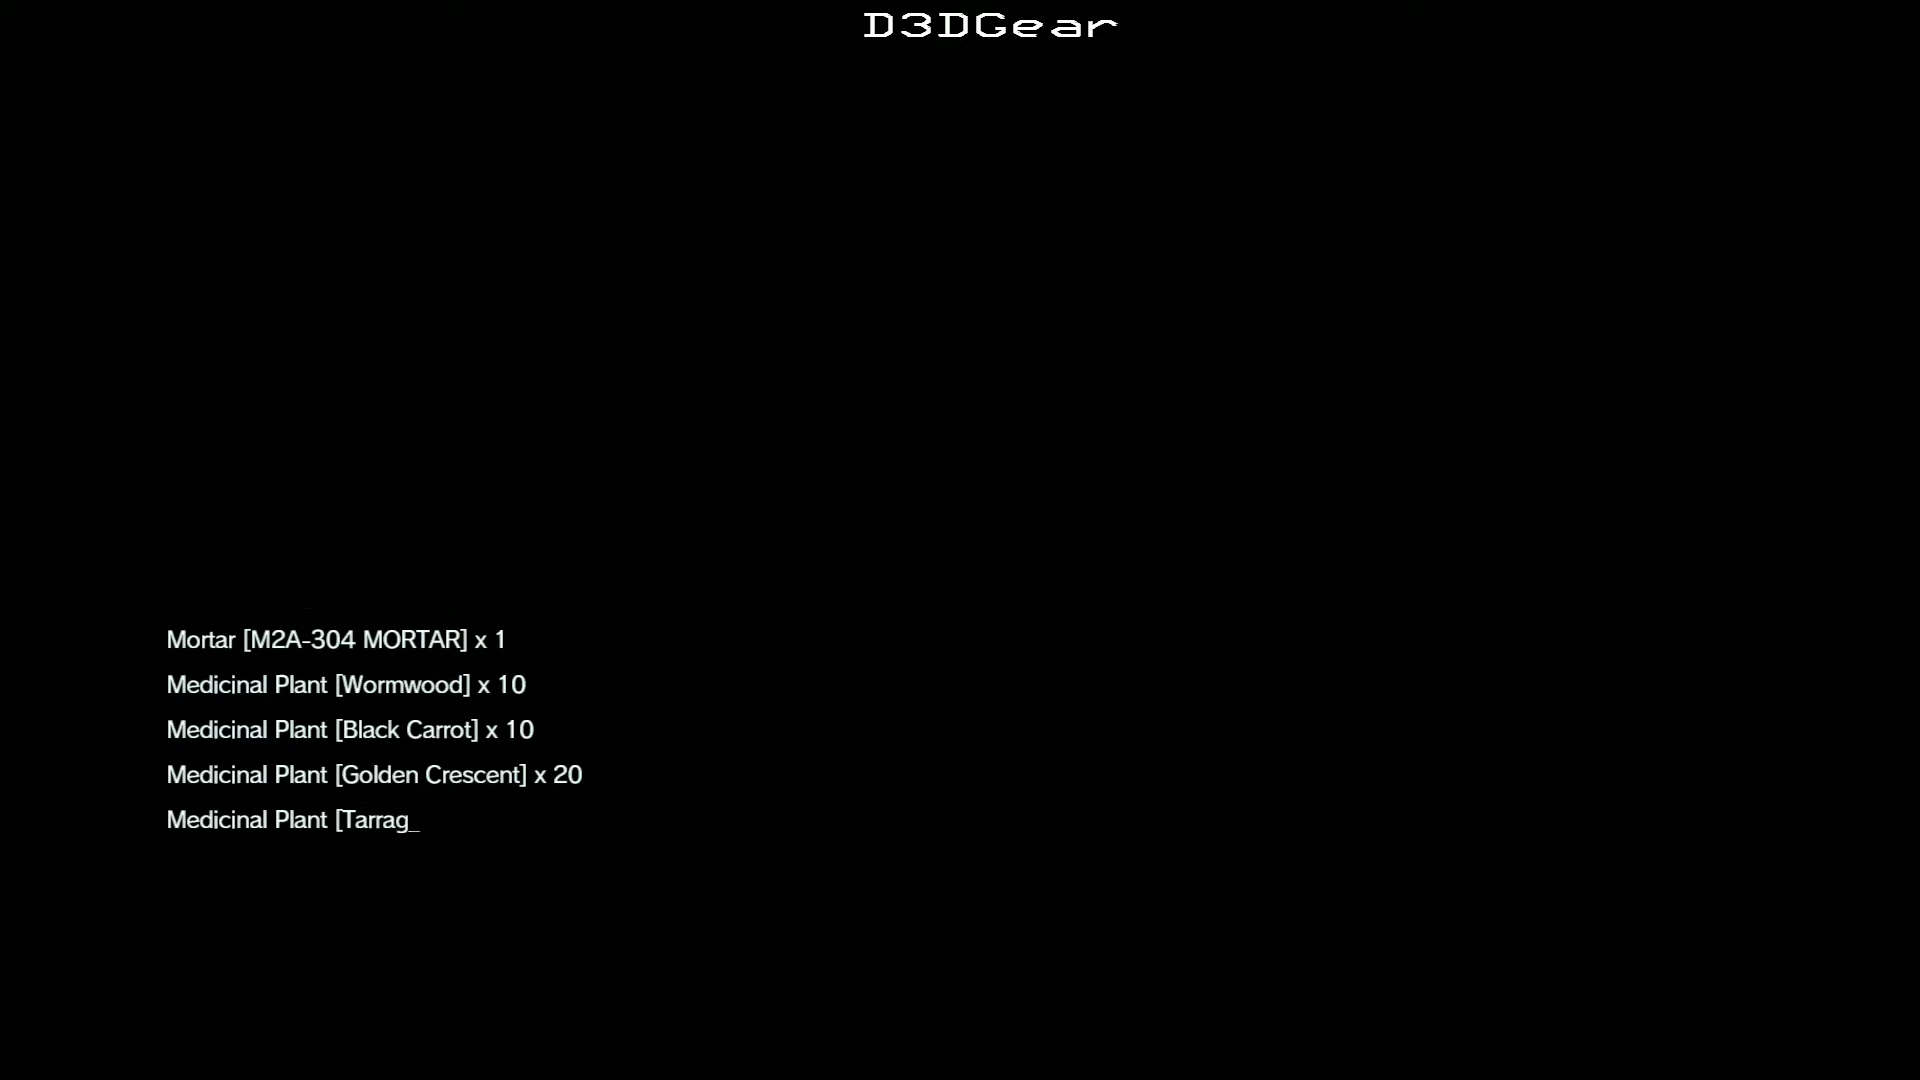 D3DGear
Mortar [M2A-304 MORTAR] x 1
Medicinal Plant [Wormwood] x 10
Medicinal Plant [Black Carrot] x 10
Medicinal Plant [Golden Crescent] x 20
Medicinal Plant [Tarrag_